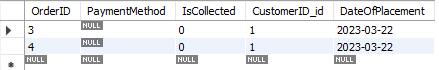 OrderID PaymentMethod IsCollected CustomerID_id DateOfPlacement
3 NULL 0 1 2023-03-22
4 NULL 0 1 2023-03-22
NULL NULL NULL NULL NULL